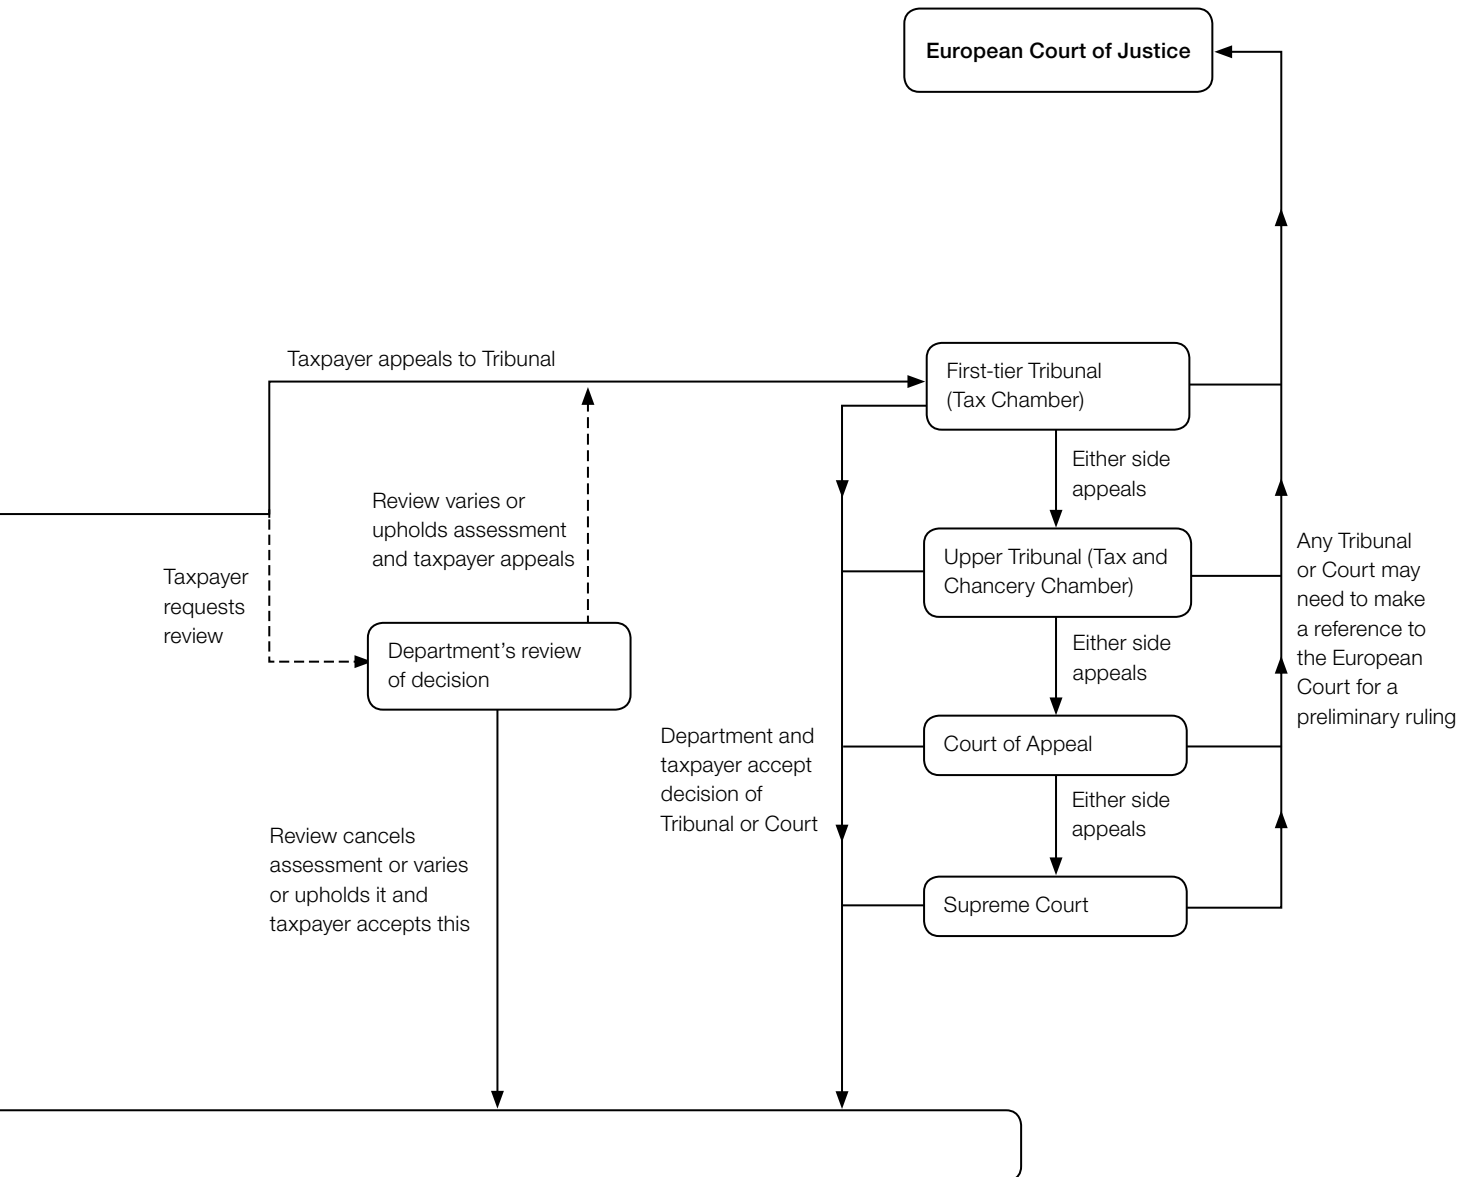 European Court of Justice
Taxpayer appeals to Tribunal
First-tier Tribunal
(Tax Chamber)
Either side
appeals
Review varies or
upholds assessment
and taxpayer appeals
Any Tribunal
or Court may
need to make
a reference to
the European
Court for a
preliminary ruling
Upper Tribunal (Tax and
Chancery Chamber)
Taxpayer
requests
review
Department’s review
of decision
Either side
appeals
Court of Appeal
Department and
taxpayer accept
decision of
Tribunal or Court
Either side
appeals
Review cancels
assessment or varies
or upholds it and
taxpayer accepts this
Supreme Court